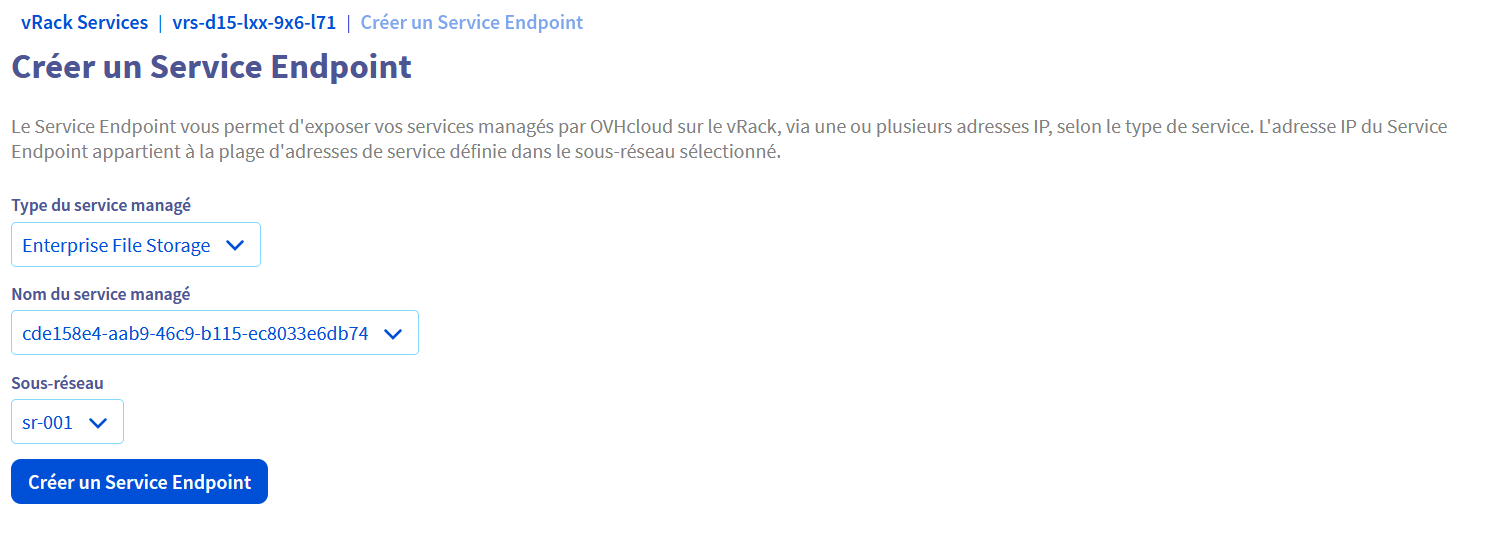 vRack Services | vrs-d15-lxx-9x6-l71 | Créer un Service Endpoint
Créer un Service Endpoint
Le Service Endpoint vous permet d'exposer vos services managés par OVHcloud sur le vRack, via une ou plusieurs adresses IP, selon le type de service. L'adresse IP du Service
Endpoint appartient à la plage d'adresses de service définie dans le sous-réseau sélectionné.
Type du service managé
Enterprise File Storage
Nom du service managé
cde158e4-aab9-46c9-b115-ec8033e6db74
Sous-réseau
sr-001
Créer un Service Endpoint